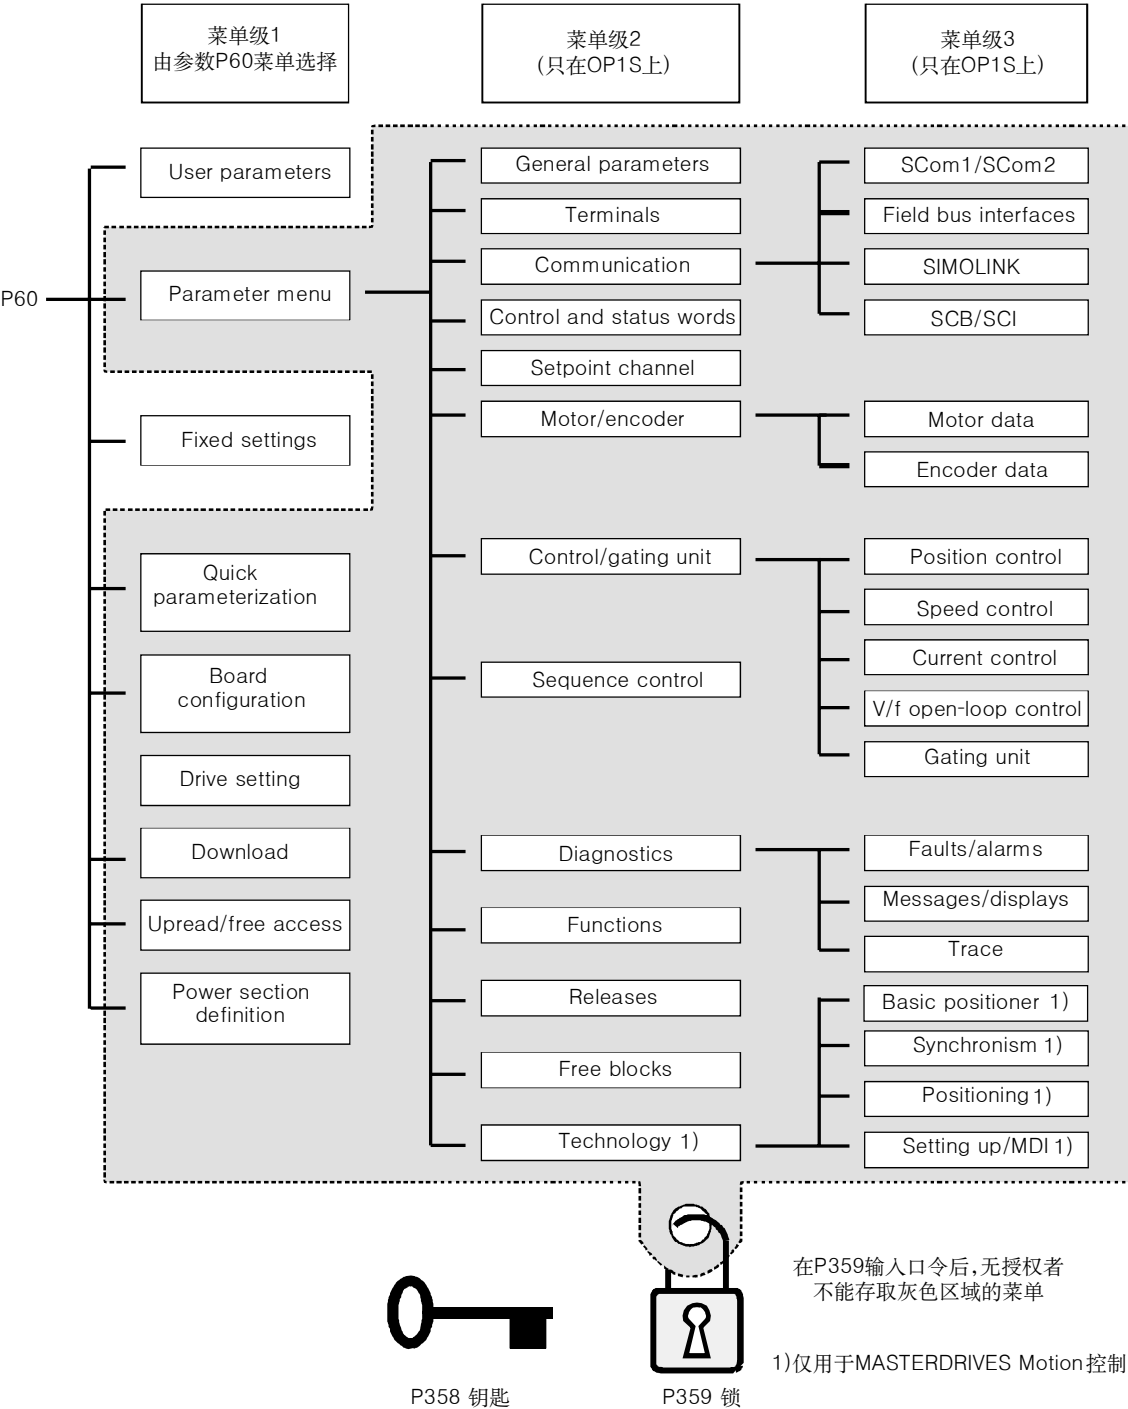 菜单级1
由参数P60菜单选择
菜单级2
(只在OP1S上)
菜单级3
(只在OP1S上)
P60
User parameters
Parameter menu
Fixed settings
Quick
parameterization
Board
configuration
Drive setting
Download
Upread/free access
Power section
definition
General parameters
Terminals
Communication
Control and status words
Setpoint channel
Motor/encoder
Control/gating unit
Sequence control
Diagnostics
Functions
Releases
Free blocks
Technology 1)
SCom1/SCom2
Field bus interfaces
SIMOLINK
SCB/SCI
Motor data
Encoder data
Position control
Speed control
Current control
V/f open-loop control
Gating unit
Faults/alarms
Messages/displays
Trace
Basic positioner 1)
Synchronism 1)
Positioning 1)
Setting up/MDI 1)
在P359输入口令后,无授权者
不能存取灰色区域的菜单
1)仅用于MASTERDRIVES Motion控制
P358 钥匙
P359 锁